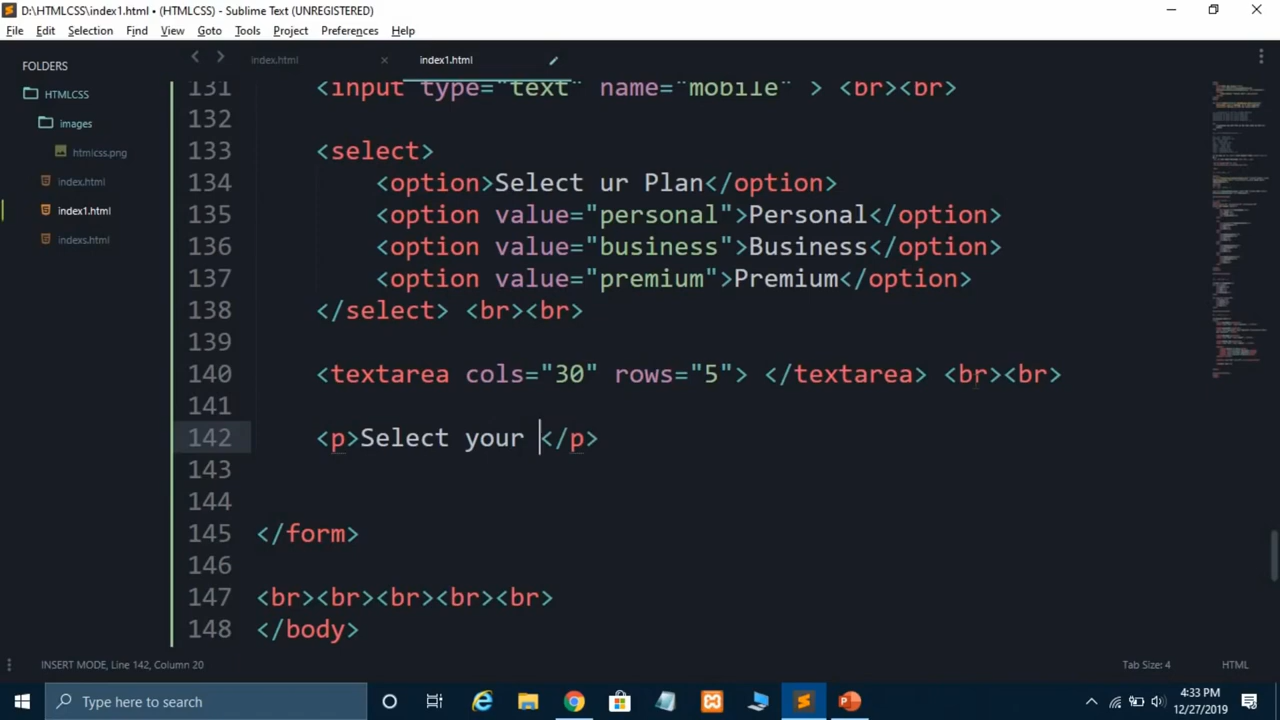 D:\HTMLCSS\index1.html • (HTMLCSS) - Sublime Text (UNREGISTERED)
File Edit Selection Find View Goto Tools Project Preferences Help
FOLDERS
HTMLCSS
images
htmlcss.png
index.html
index1.html
indexs.html
index.html × index1.html
131 <input type="text" name="mobile" > <br><br>
132
133 <select>
134 <option>Select ur Plan</option>
135 <option value="personal">Personal</option>
136 <option value="business">Business</option>
137 <option value="premium">Premium</option>
138 </select> <br><br>
139
140 <textarea cols="30" rows="5"> </textarea> <br><br>
141
142 <p>Select your </p>
143
144
145 </form>
146
147 <br><br><br><br><br>
148 </body>
INSERT MODE, Line 142, Column 20 Tab Size: 4 HTML
Type here to search
4:33 PM
12/27/2019